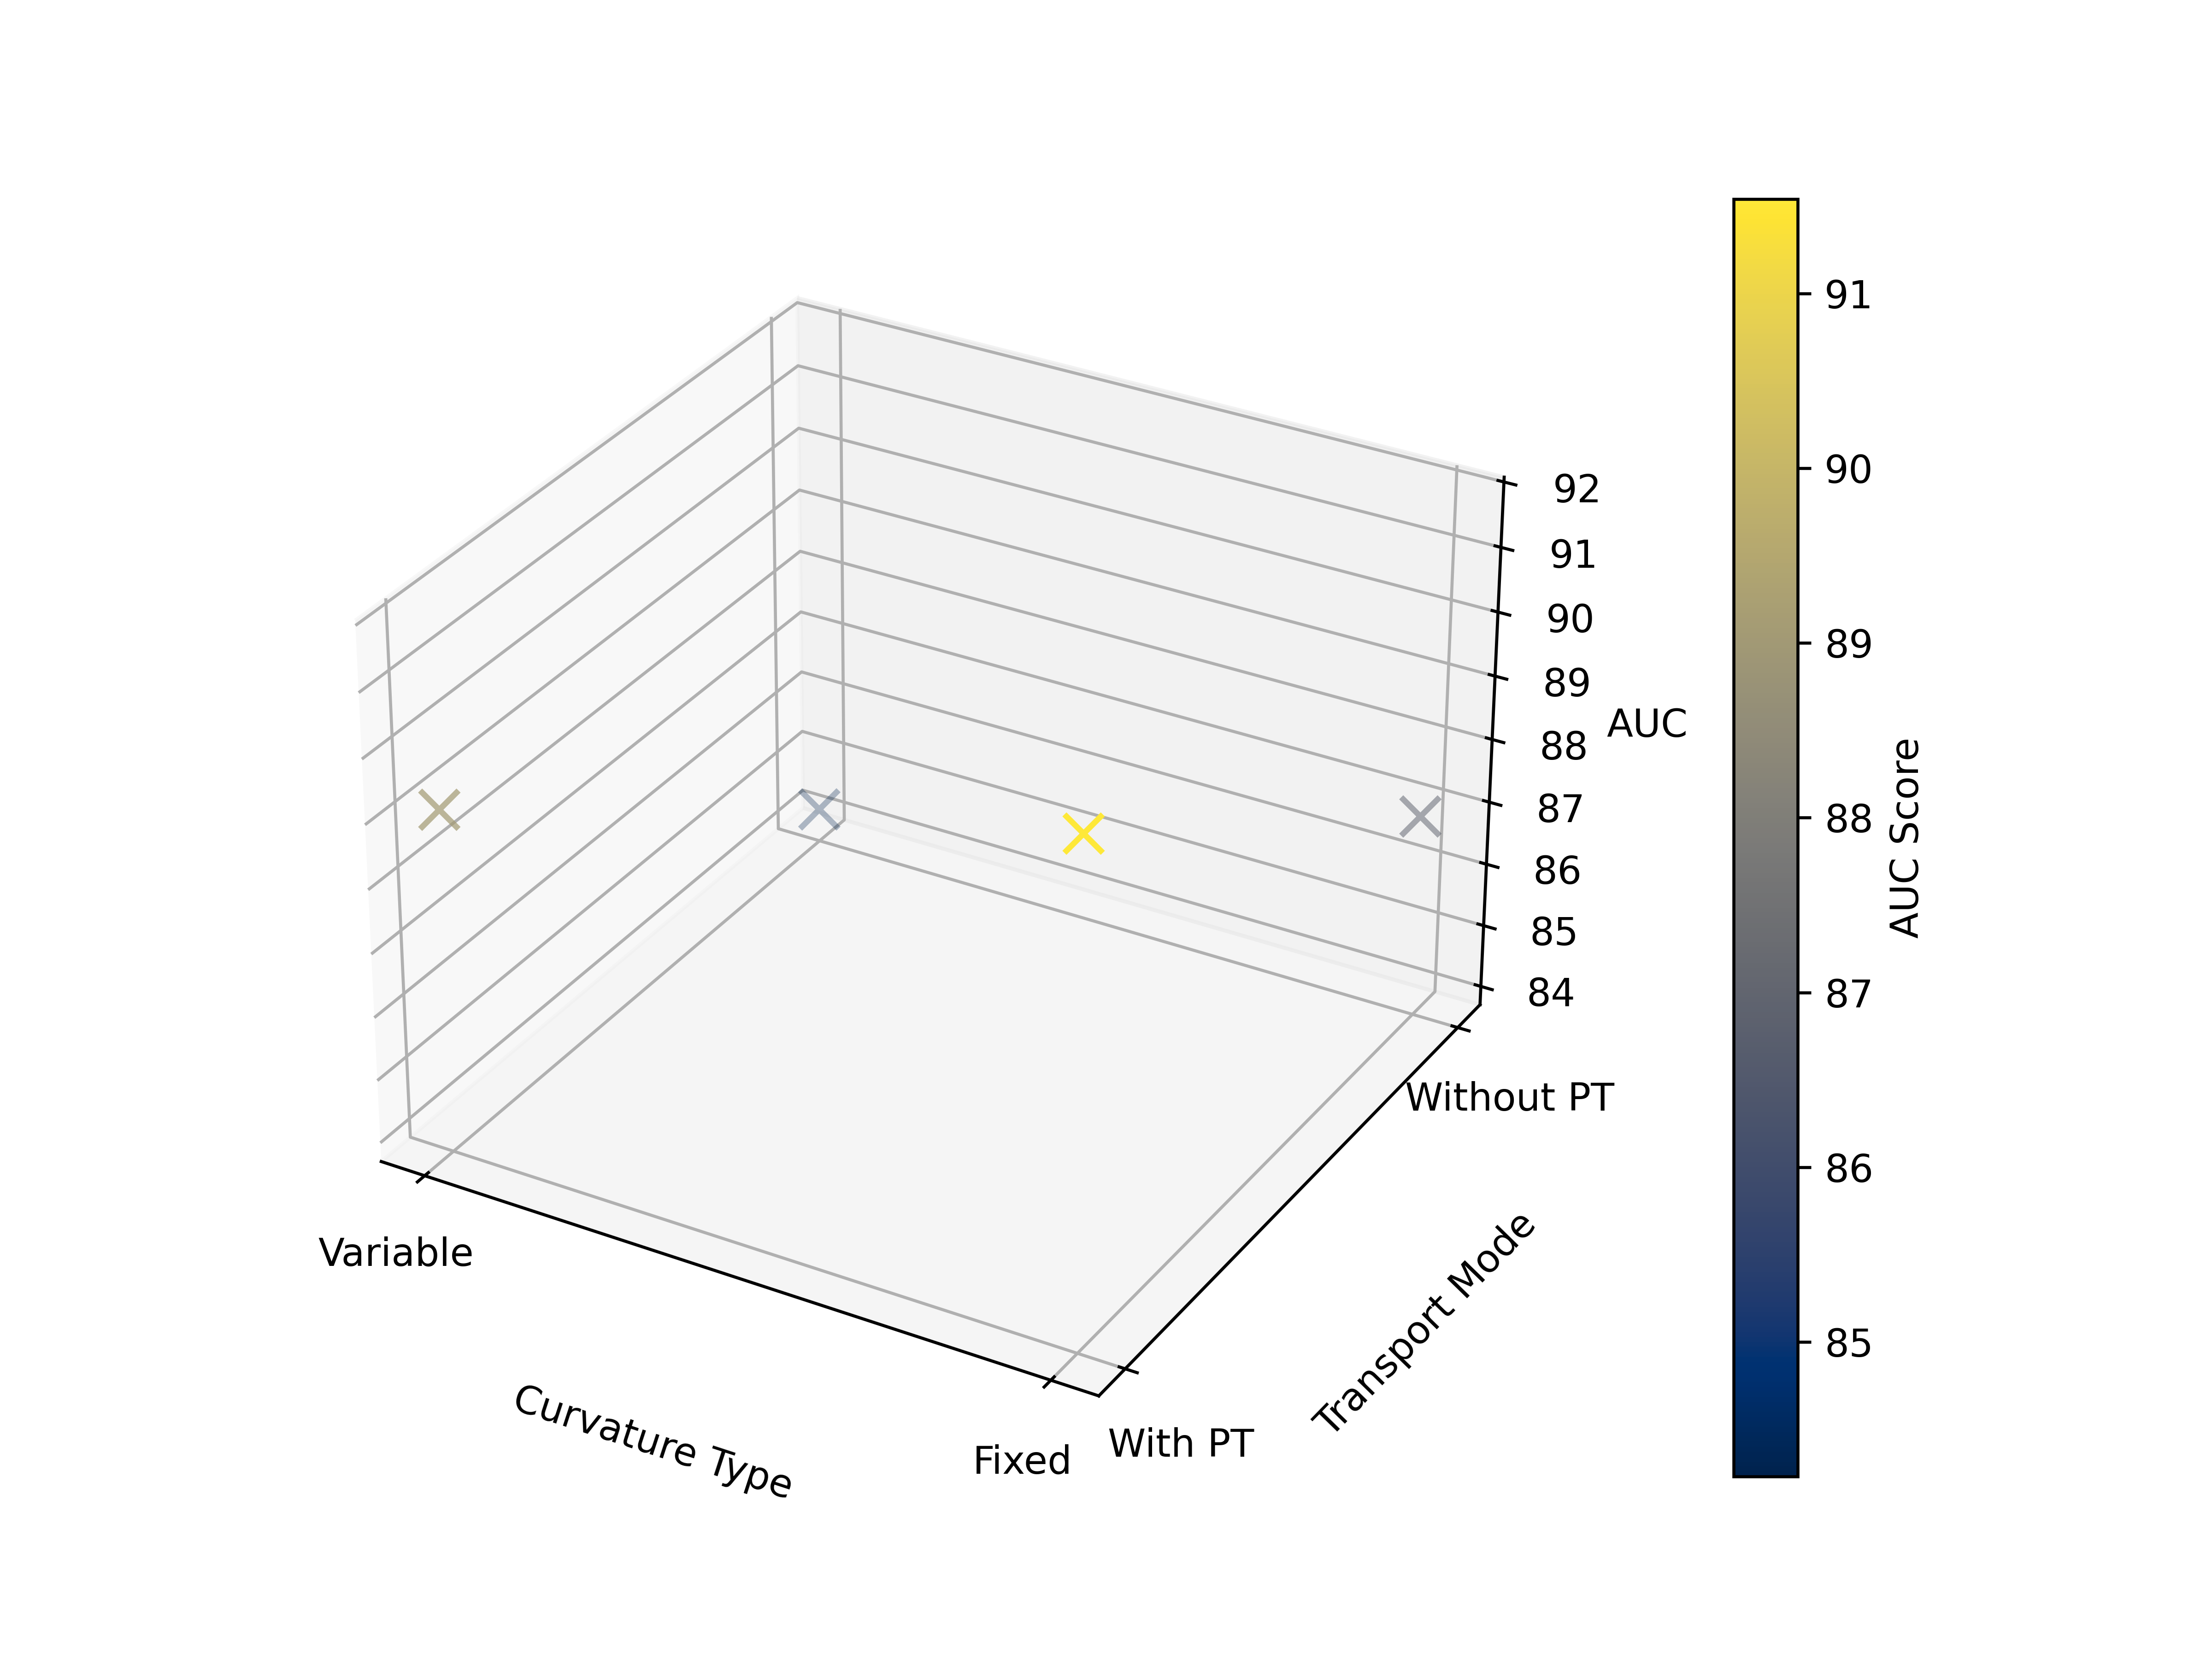 92
91
90
89
88
87
86
85
84
AUC
Without PT
With PT
Transport Mode
Variable
Fixed
Curvature Type
91
90
89
88
87
86
85
AUC Score